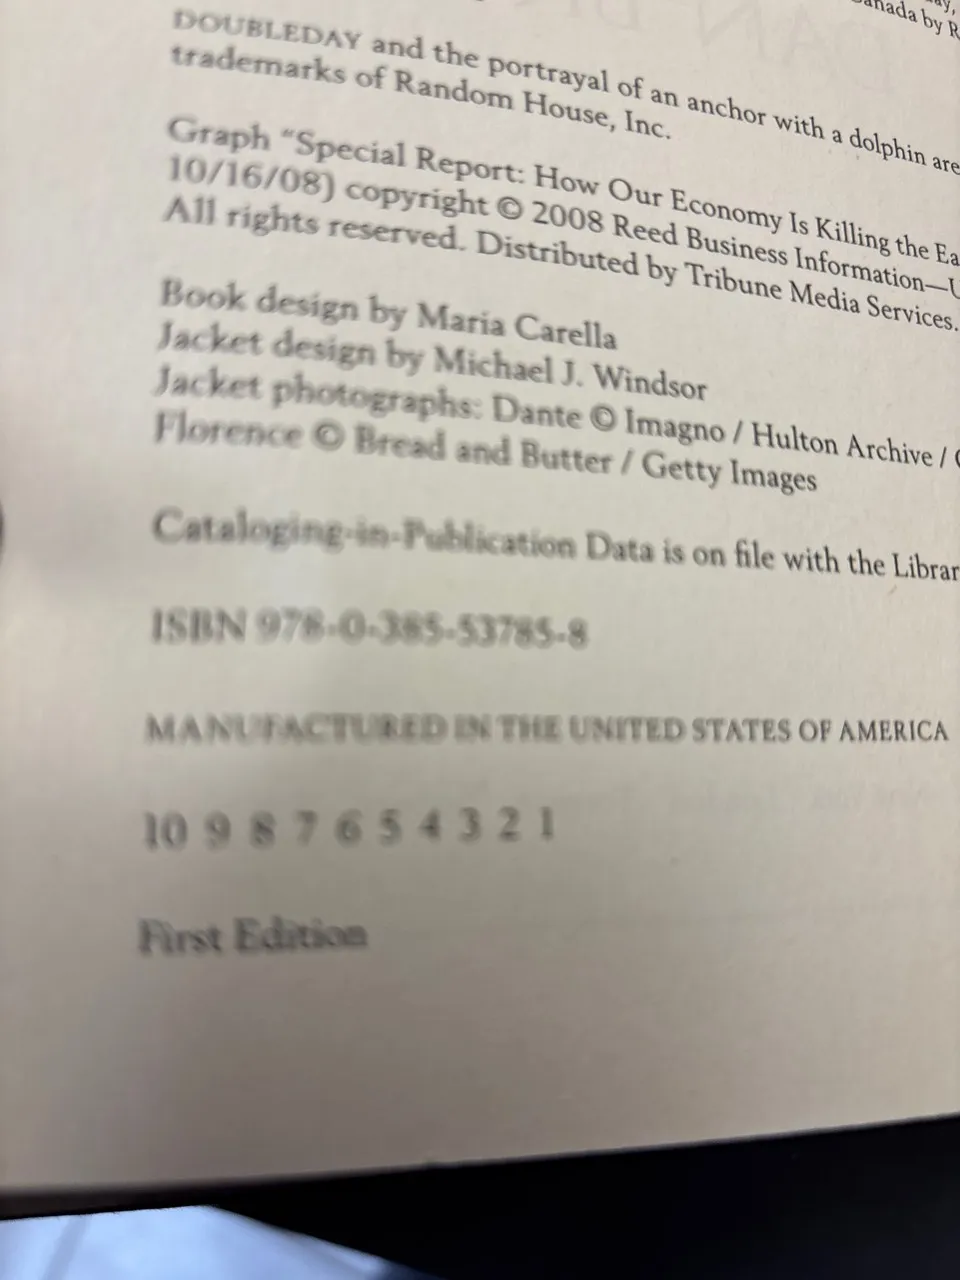 anada by R
DOUBLEDAY and the portrayal of an anchor with a dolphin are
trademarks of Random House, Inc.
Graph “Special Report: How Our Economy Is Killing the Ea
10/16/08) copyright © 2008 Reed Business Information—U
All rights reserved. Distributed by Tribune Media Services.
Book design by Maria Carella
Jacket design by Michael J. Windsor
Jacket photographs: Dante © Imagno / Hulton Archive / G
Florence © Bread and Butter / Getty Images
Cataloging-in-Publication Data is on file with the Librar
ISBN 978-0-385-53785-8
MANUFACTURED IN THE UNITED STATES OF AMERICA
10 9 8 7 6 5 4 3 2 1
First Edition